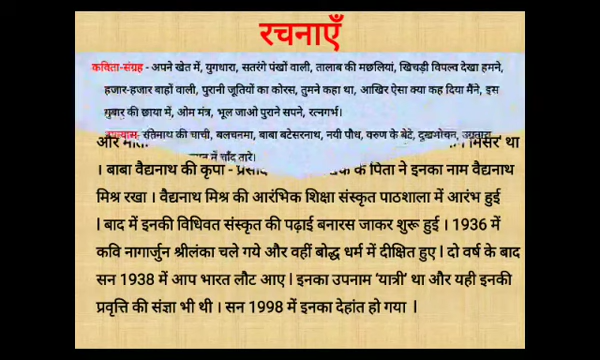 रचनाएँ
कविता-संग्रह - अपने खेत में, युगधारा, सतरंगे पंखों वाली, तालाब की मछलियां, खिचड़ी विपल्व देखा हमने,
हजार-हजार बाहों वाली, पुरानी जूतियों का कोरस, तुमने कहा था, आखिर ऐसा क्या कह दिया मैंने, इस
गुबार की छाया में, ओम मंत्र, भूल जाओ पुराने सपने, रत्नगर्भ।
उपन्यास- रतिनाथ की चाची, बलचनमा, बाबा बटेसरनाथ, नयी पौध, वरुण के बेटे, दुखमोचन, उग्रतारा
और मिसर' था
में चाँद तारे।
। बाबा वैद्यनाथ की कृपा - प्रसाद के पिता ने इनका नाम वैद्यनाथ
मिश्र रखा । वैद्यनाथ मिश्र की आरंभिक शिक्षा संस्कृत पाठशाला में आरंभ हुई
l बाद में इनकी विधिवत संस्कृत की पढ़ाई बनारस जाकर शुरू हुई । 1936 में
कवि नागार्जुन श्रीलंका चले गये और वहीं बोद्ध धर्म में दीक्षित हुए l दो वर्ष के बाद
सन 1938 में आप भारत लौट आए l इनका उपनाम 'यात्री' था और यही इनकी
प्रवृत्ति की संज्ञा भी थी । सन 1998 में इनका देहांत हो गया l